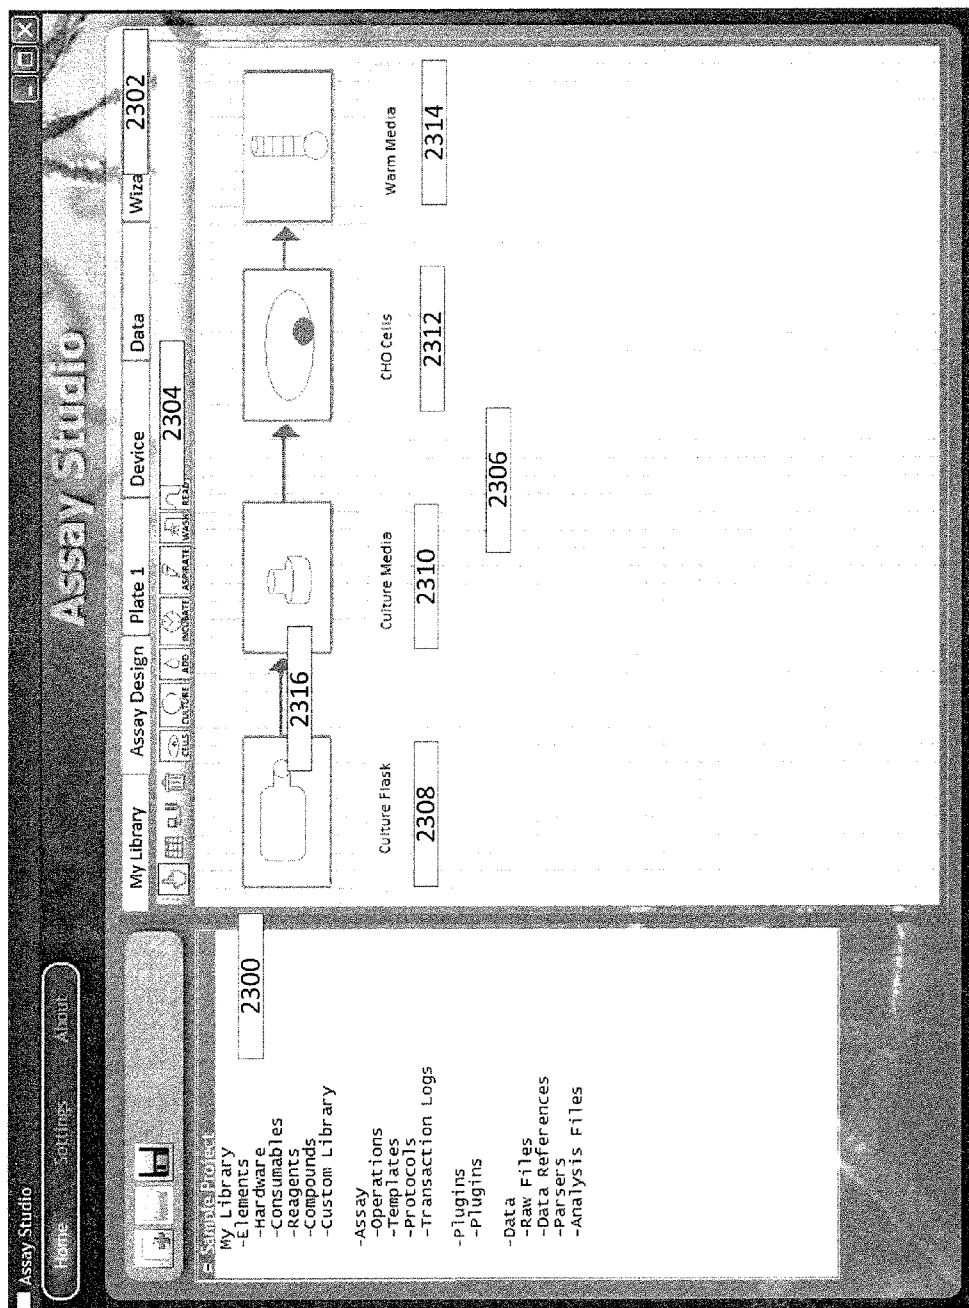 Assay Studio
Home Settings About
Assay Studio
My Library Assay Design Plate 1 Device Data Wiza 2302
CELLS CULTURE ADD INCUBATE ASPIRATE WASH READ 2304
Sample Project
My Library
-Elements
-Hardware
-Consumables
-Reagents
-Compounds
-Custom Library
-Assay
-Operations
-Templates
-Protocols
-Transaction Logs
-Plugins
-Plugins
-Data
-Raw Files
-Data References
-Parsers
-Analysis Files
2300
2316
Culture Flask Culture Media CHO Cells Warm Media
2308 2310 2312 2314
2306